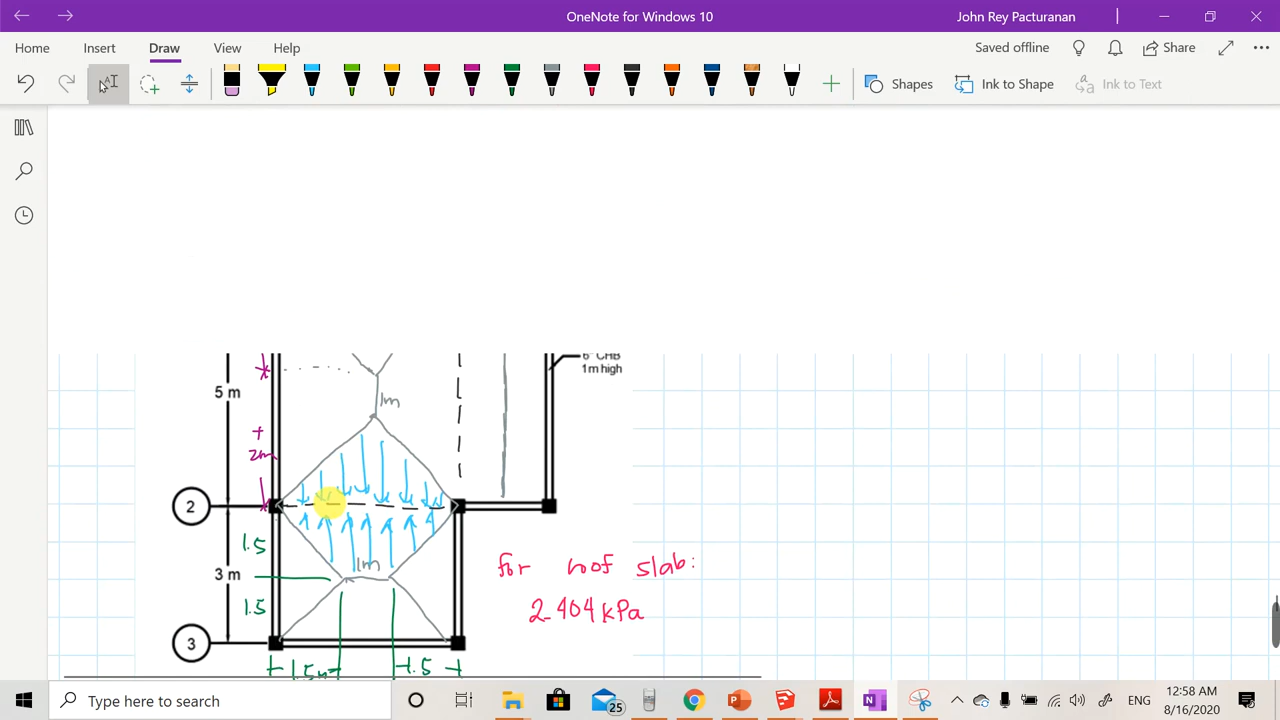 OneNote for Windows 10
John Rey Pacturanan
Home Insert Draw View Help
Saved offline
Share
Shapes
Ink to Shape
Ink to Text
6" CHB
1m high
5 m
1m
+
2m
2
1.5
3 m
1m
1.5
for roof slab:
2.404 kPa
3
1.5m
1.5
Type here to search
25
ENG
12:58 AM
8/16/2020